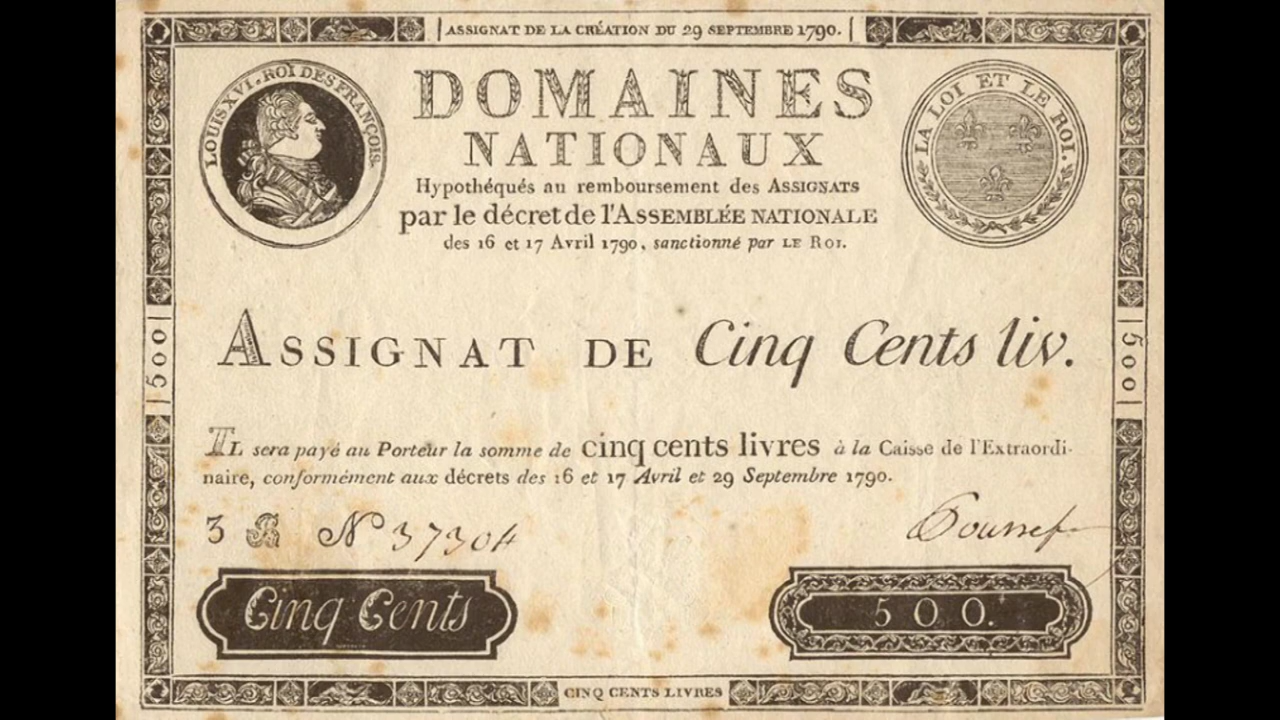 ASSIGNAT DE LA CRÉATION DU 29 SEPTEMBRE 1790.
LOUIS XVI. ROI DES FRANÇOIS.
DOMAINES
NATIONAUX
LA LOI ET LE ROI.
Hypothéqués au remboursement des ASSIGNATS
par le décret de l'ASSEMBLÉE NATIONALE
des 16 et 17 Avril 1790, sanctionné par LE ROI.
500
ASSIGNAT DE Cinq Cents liv.
500
IL sera payé au Porteur la somme de cinq cents livres à la Caisse de l'Extraordi-
naire, conformément aux décrets des 16 et 17 Avril et 29 Septembre 1790.
3 N° 37304
Cinq Cents
500.
CINQ CENTS LIVRES